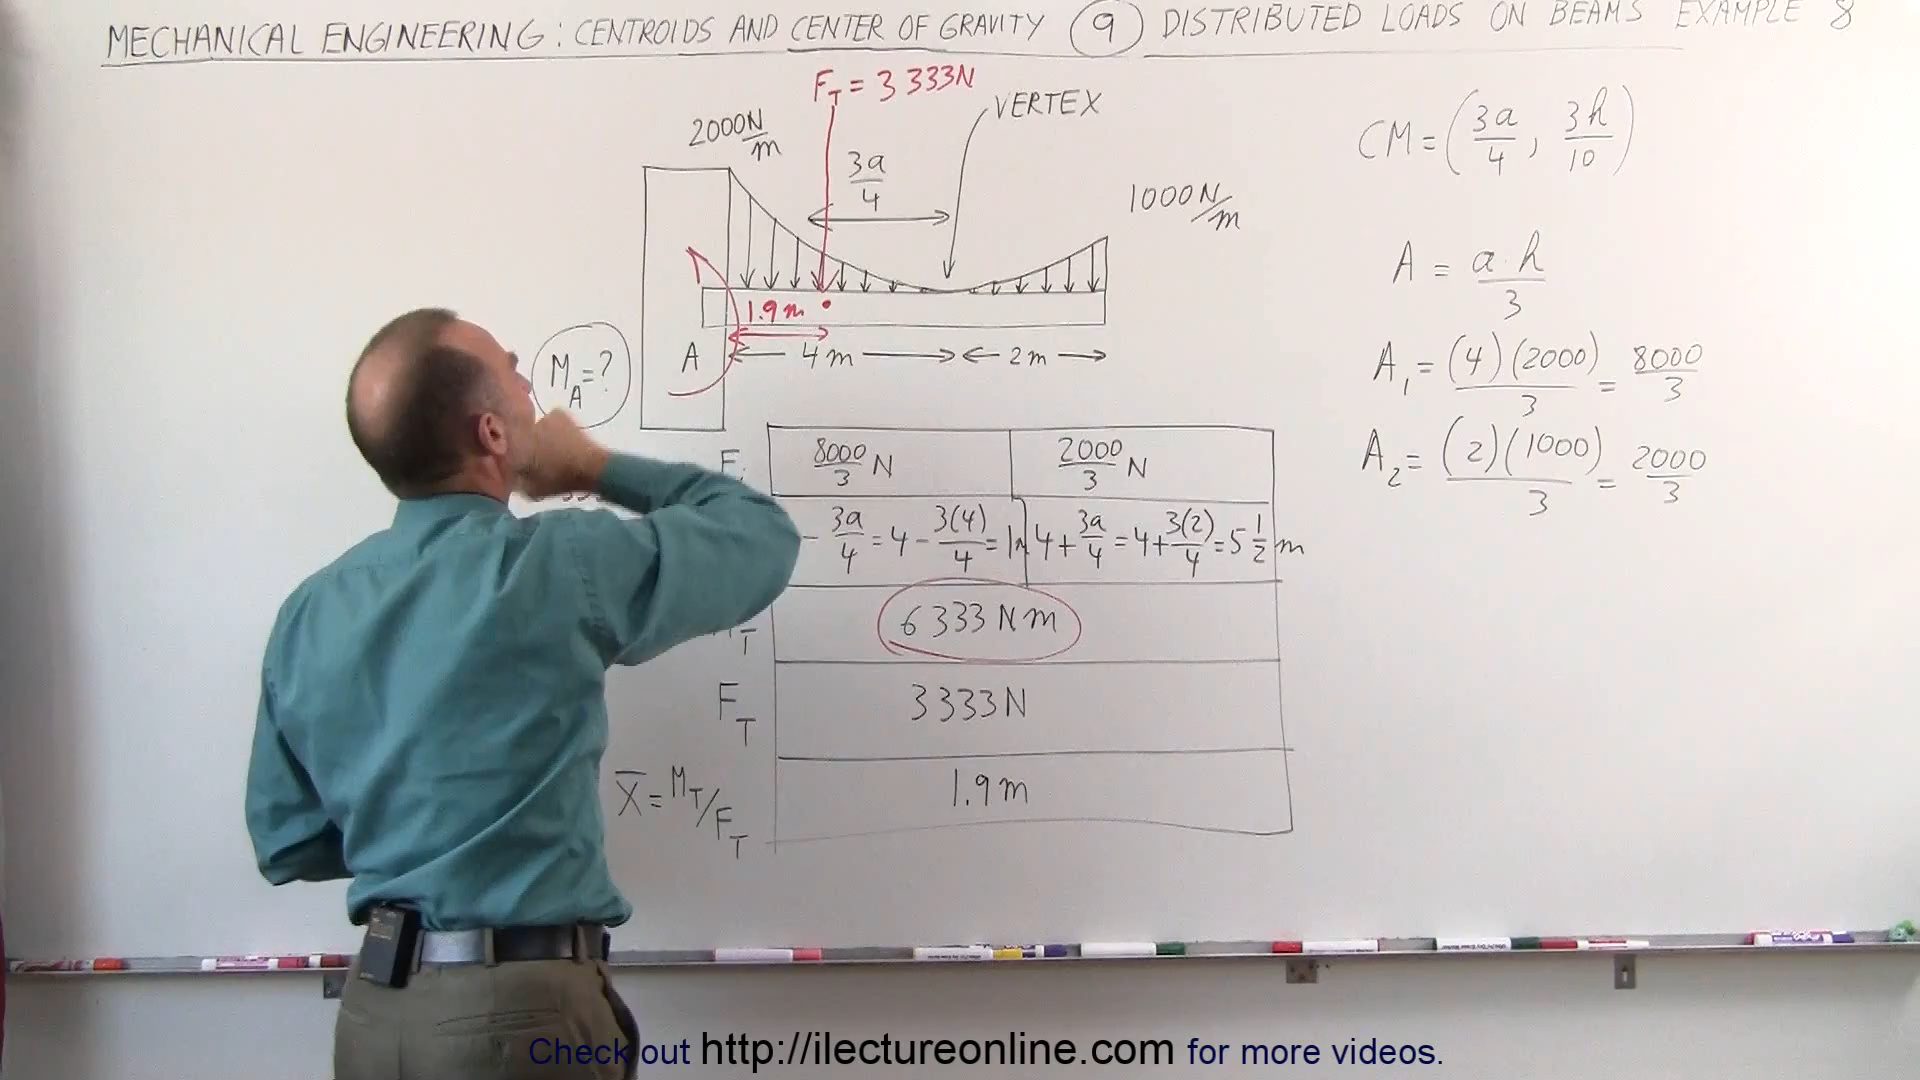 MECHANICAL ENGINEERING: CENTROIDS AND CENTER OF GRAVITY (9) DISTRIBUTED LOADS ON BEAMS EXAMPLE 8
F_T = 3333N
VERTEX
2000 N/m
3a/4
1000 N/m
1.9m
A
4m
2m
M_A = ?
8000/3 N
2000/3 N
- 3a/4 = 4 - 3(4)/4 = 1m
4 + 3a/4 = 4 + 3(2)/4 = 5 1/2 m
6333 Nm
F_T
3333N
X̄ = M_T/F_T
1.9m
CM = (3a/4, 3h/10)
A = a·h/3
A₁ = (4)(2000)/3 = 8000/3
A₂ = (2)(1000)/3 = 2000/3
Check out http://ilectureonline.com for more videos.